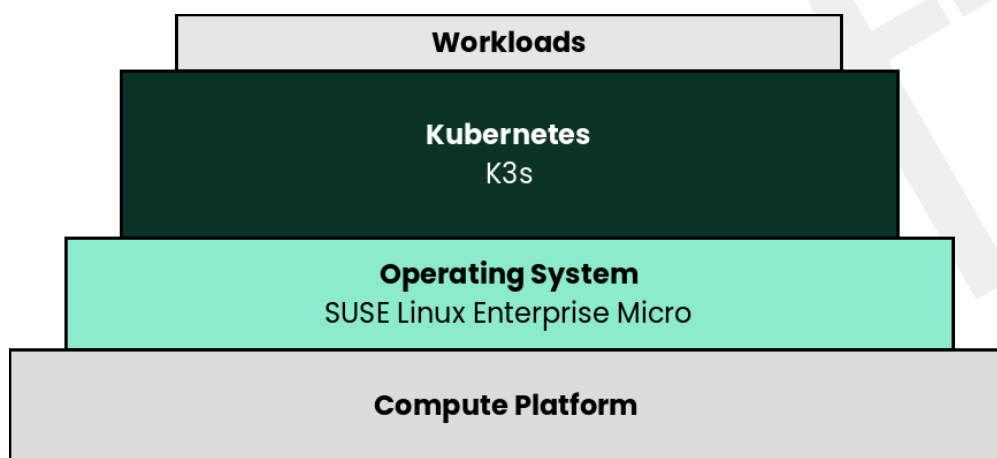 Workloads
Kubernetes
K3s
Operating System
SUSE Linux Enterprise Micro
Compute Platform